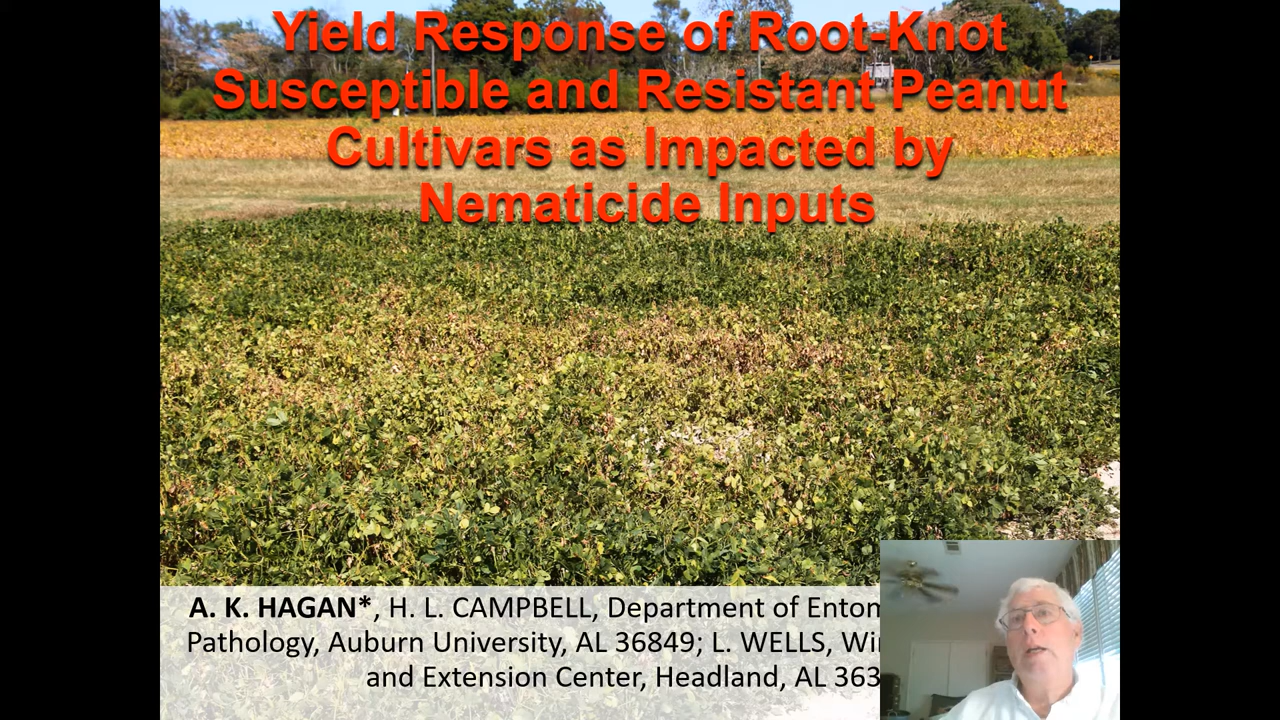 Yield Response of Root-Knot
Susceptible and Resistant Peanut
Cultivars as Impacted by
Nematicide Inputs
A. K. HAGAN*, H. L. CAMPBELL, Department of Entom
Pathology, Auburn University, AL 36849; L. WELLS, Wi
and Extension Center, Headland, AL 363